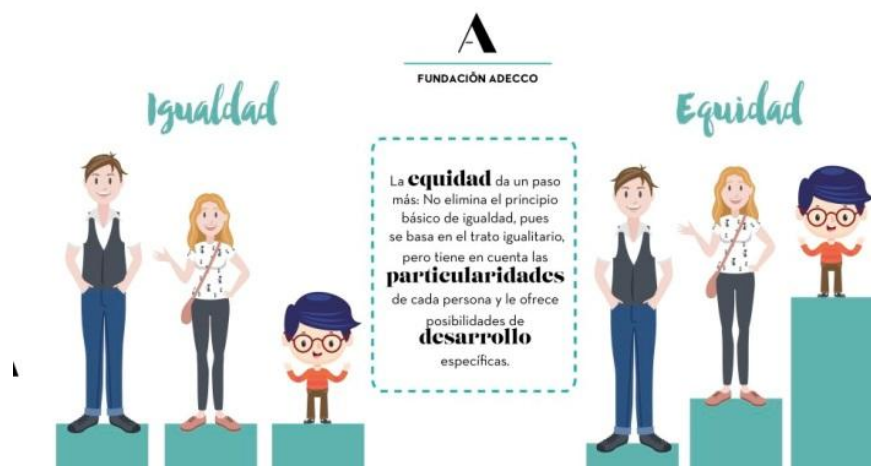 A
FUNDACIÓN ADECCO
Igualdad
Equidad
La equidad da un paso
más: No elimina el principio
básico de igualdad, pues
se basa en el trato igualitario,
pero tiene en cuenta las
particularidades
de cada persona y le ofrece
posibilidades de
desarrollo
específicas.